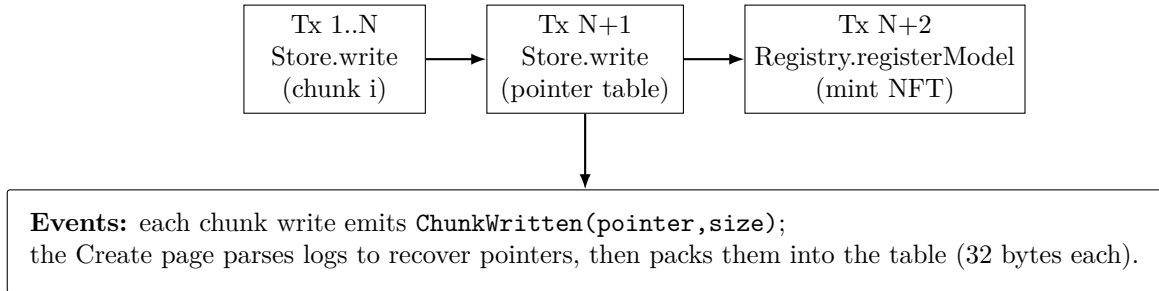 Tx 1..N
Store.write
(chunk i)
Tx N+1
Store.write
(pointer table)
Tx N+2
Registry.registerModel
(mint NFT)
Events: each chunk write emits ChunkWritten(pointer,size);
the Create page parses logs to recover pointers, then packs them into the table (32 bytes each).